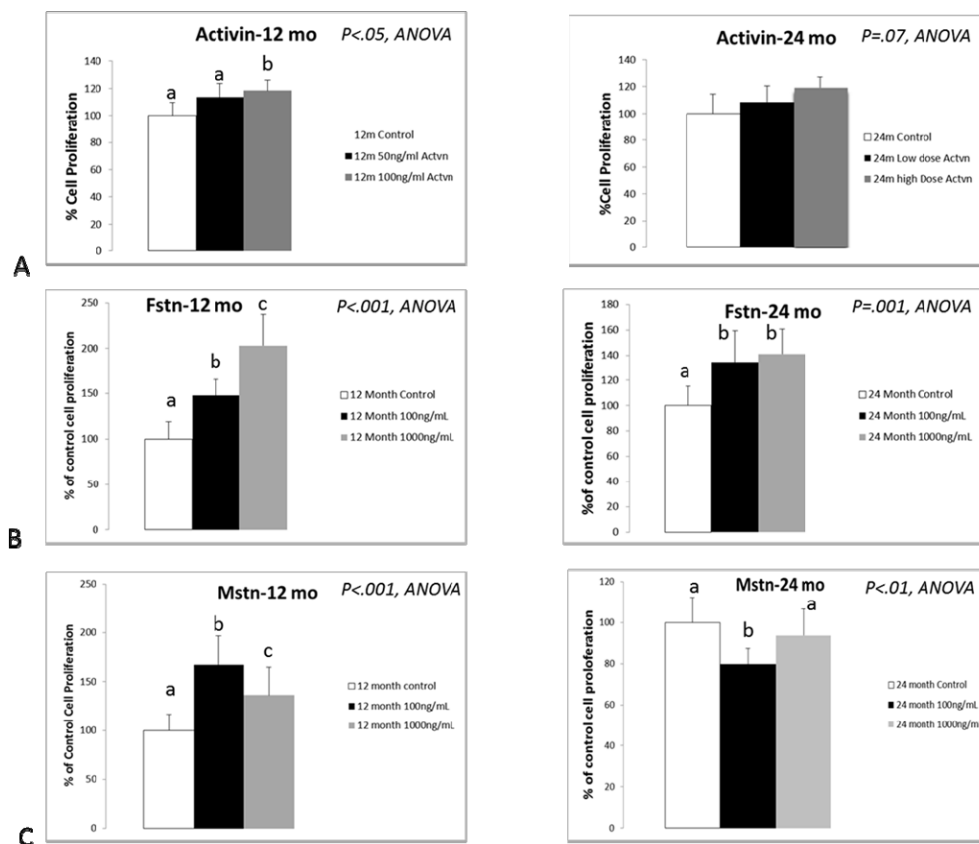 Activin-12 mo P<.05, ANOVA
140
120
100
80
60
40
20
0
% Cell Proliferation
a
a
b
12m Control
12m 50ng/ml Actvn
12m 100ng/ml Actvn
Activin-24 mo P=.07, ANOVA
140
120
100
80
60
40
20
0
%Cell Proliferation
24m Control
24m Low dose Actvn
24m high Dose Actvn
A
Fstn-12 mo P<.001, ANOVA
250
200
150
100
50
0
% of control cell proliferation
a
b
c
12 Month Control
12 Month 100ng/mL
12 Month 1000ng/mL
Fstn-24 mo P=.001, ANOVA
180
160
140
120
100
80
60
40
20
0
%of control cell proliferation
a
b
b
24 Month Control
24 Month 100ng/mL
24 Month 1000ng/mL
B
Mstn-12 mo P<.001, ANOVA
250
200
150
100
50
0
% of Control Cell Proliferation
a
b
c
12 month control
12 month 100ng/mL
12 month 1000ng/mL
Mstn-24 mo P<.01, ANOVA
120
100
80
60
40
20
0
% of control cell proloferation
a
b
a
24 month Control
24 month 100ng/mL
24 month 1000ng/m
C